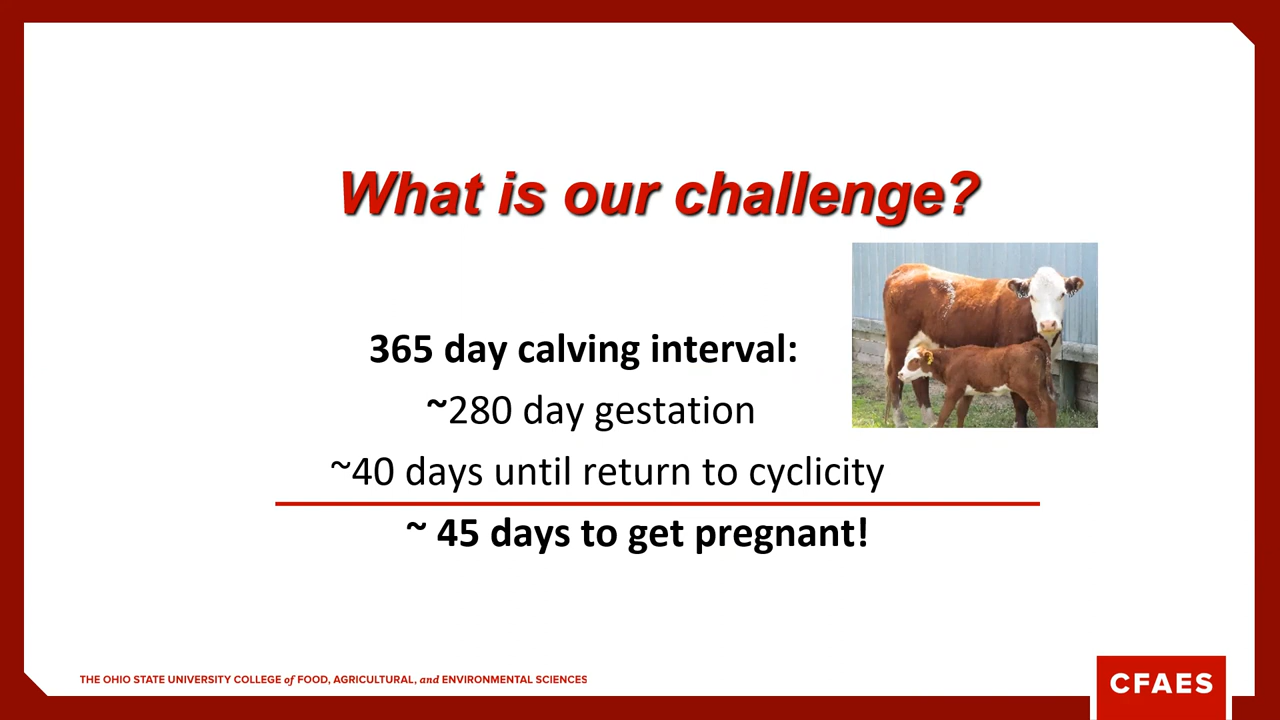 What is our challenge?
365 day calving interval:
~280 day gestation
~40 days until return to cyclicity
~ 45 days to get pregnant!
THE OHIO STATE UNIVERSITY COLLEGE of FOOD, AGRICULTURAL, and ENVIRONMENTAL SCIENCES
CFAES